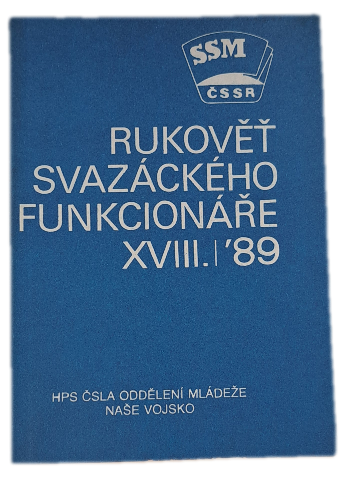 SSM
ČSSR
RUKOVĚŤ
SVAZÁCKÉHO
FUNKCIONÁŘE
XVIII. | '89
HPS ČSLA ODDĚLENÍ MLÁDEŽE
NAŠE VOJSKO